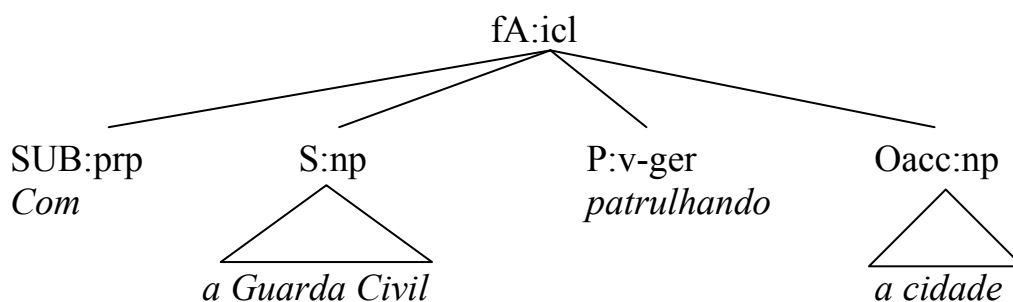 fA:icl
SUB:prp S:np P:v-ger Oacc:np
Com patrulhando
a Guarda Civil a cidade